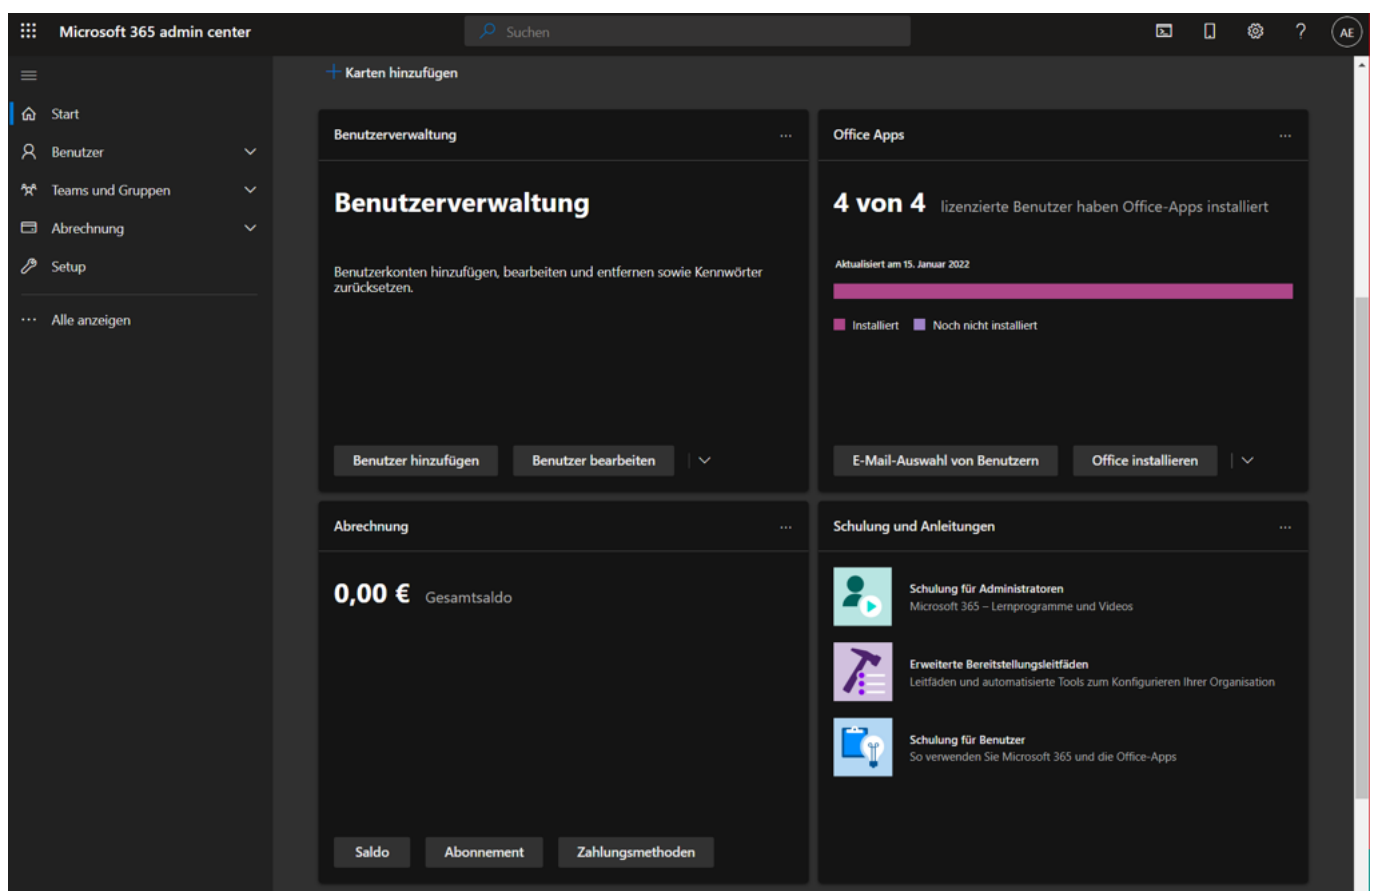 Microsoft 365 admin center
Suchen
AE
Karten hinzufügen
Start
Benutzer
Teams und Gruppen
Abrechnung
Setup
Alle anzeigen
Benutzerverwaltung
Benutzerverwaltung
Benutzerkonten hinzufügen, bearbeiten und entfernen sowie Kennwörter
zurücksetzen.
Benutzer hinzufügen
Benutzer bearbeiten
Office Apps
4 von 4 lizenzierte Benutzer haben Office-Apps installiert
Aktualisiert am 15. Januar 2022
Installiert
Noch nicht installiert
E-Mail-Auswahl von Benutzern
Office installieren
Abrechnung
0,00 € Gesamtsaldo
Saldo
Abonnement
Zahlungsmethoden
Schulung und Anleitungen
Schulung für Administratoren
Microsoft 365 – Lernprogramme und Videos
Erweiterte Bereitstellungsleitfäden
Leitfäden und automatisierte Tools zum Konfigurieren Ihrer Organisation
Schulung für Benutzer
So verwenden Sie Microsoft 365 und die Office-Apps